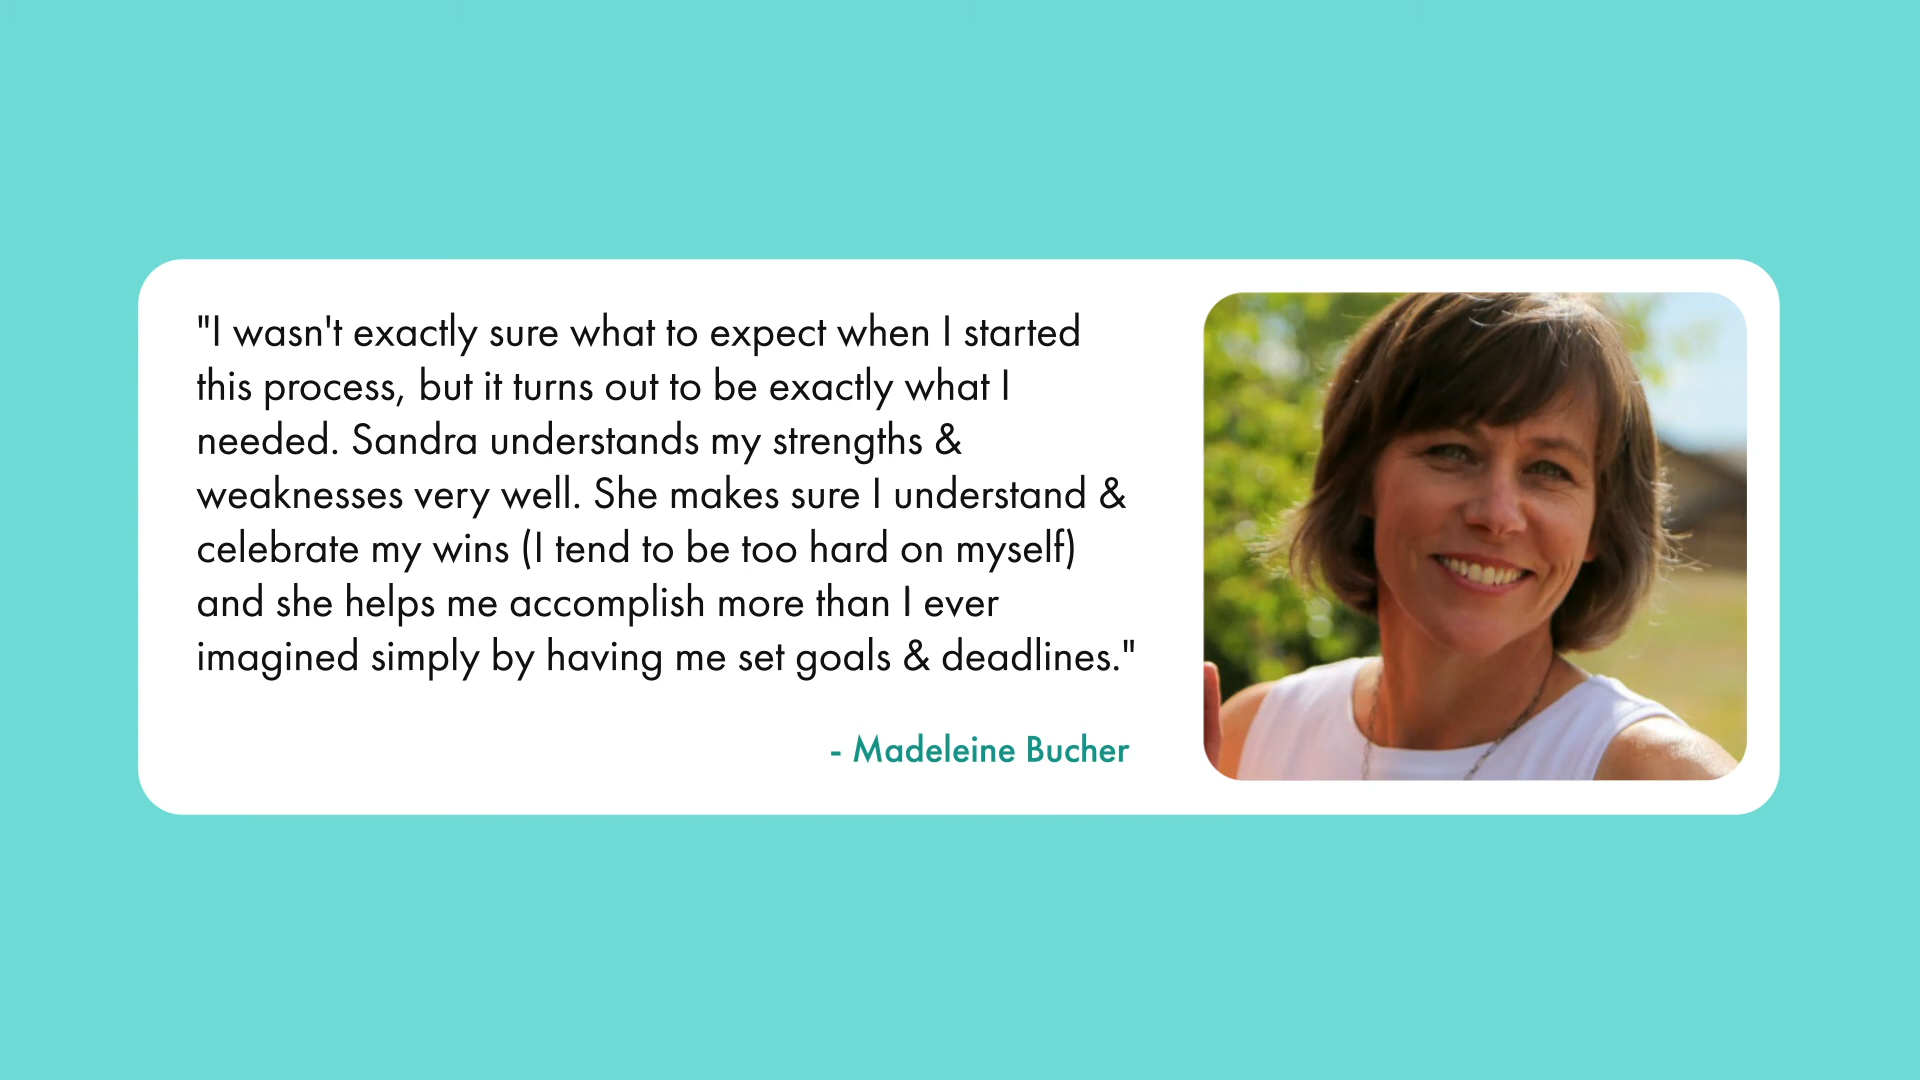 "I wasn't exactly sure what to expect when I started
this process, but it turns out to be exactly what I
needed. Sandra understands my strengths &
weaknesses very well. She makes sure I understand &
celebrate my wins (I tend to be too hard on myself)
and she helps me accomplish more than I ever
imagined simply by having me set goals & deadlines."
- Madeleine Bucher